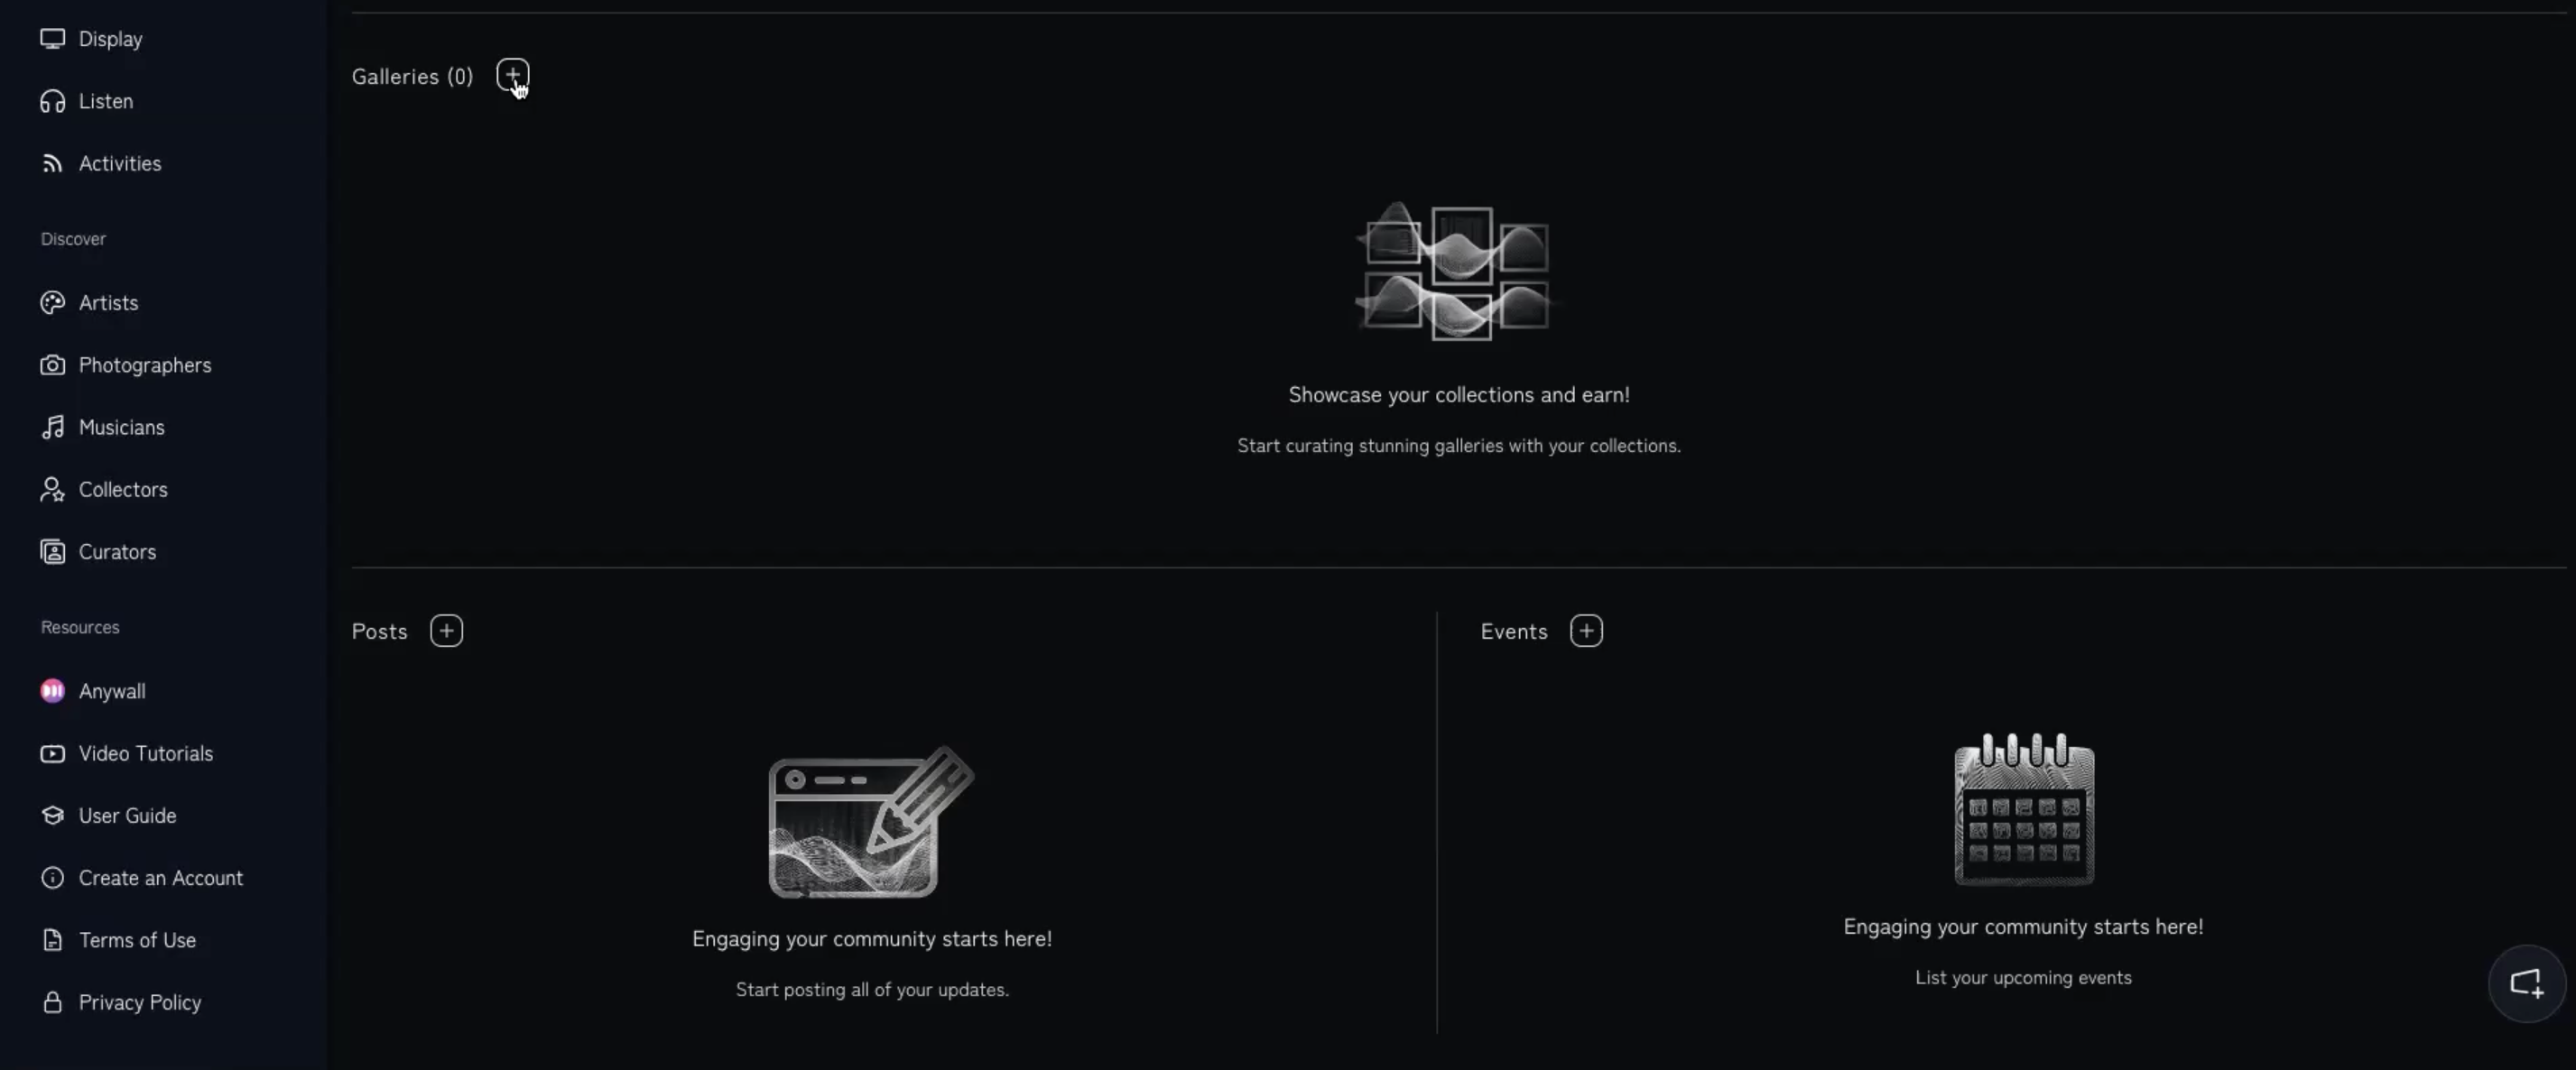 Display
Listen
Activities
Discover
Artists
Photographers
Musicians
Collectors
Curators
Resources
Anywall
Video Tutorials
User Guide
Create an Account
Terms of Use
Privacy Policy
Galleries (0)
Showcase your collections and earn!
Start curating stunning galleries with your collections.
Posts
Engaging your community starts here!
Start posting all of your updates.
Events
Engaging your community starts here!
List your upcoming events